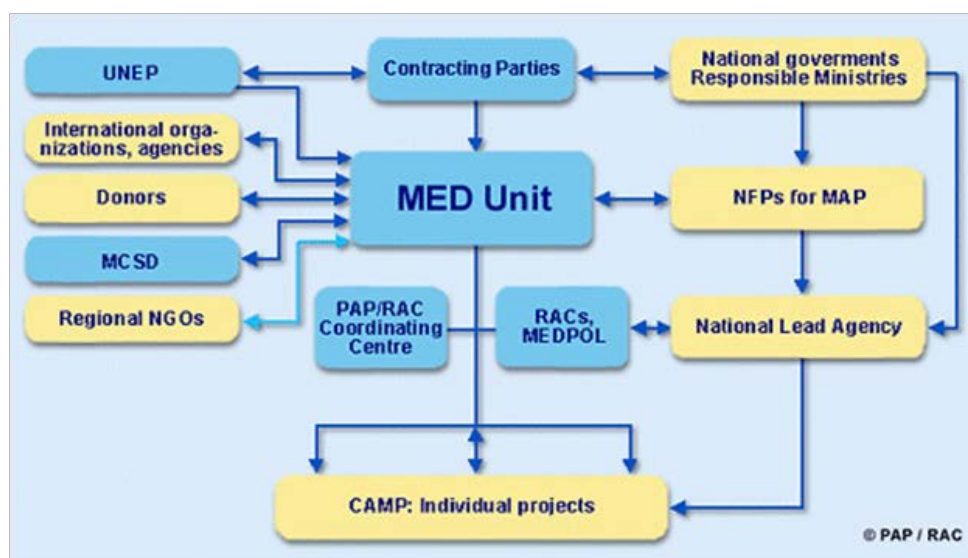 UNEP
Contracting Parties
National goverments
Responsible Ministries
International orga-
nizations, agencies
Donors
MED Unit
NFPs for MAP
MCSD
Regional NGOs
PAP/RAC
Coordinating
Centre
RACs,
MEDPOL
National Lead Agency
CAMP: Individual projects
© PAP / RAC